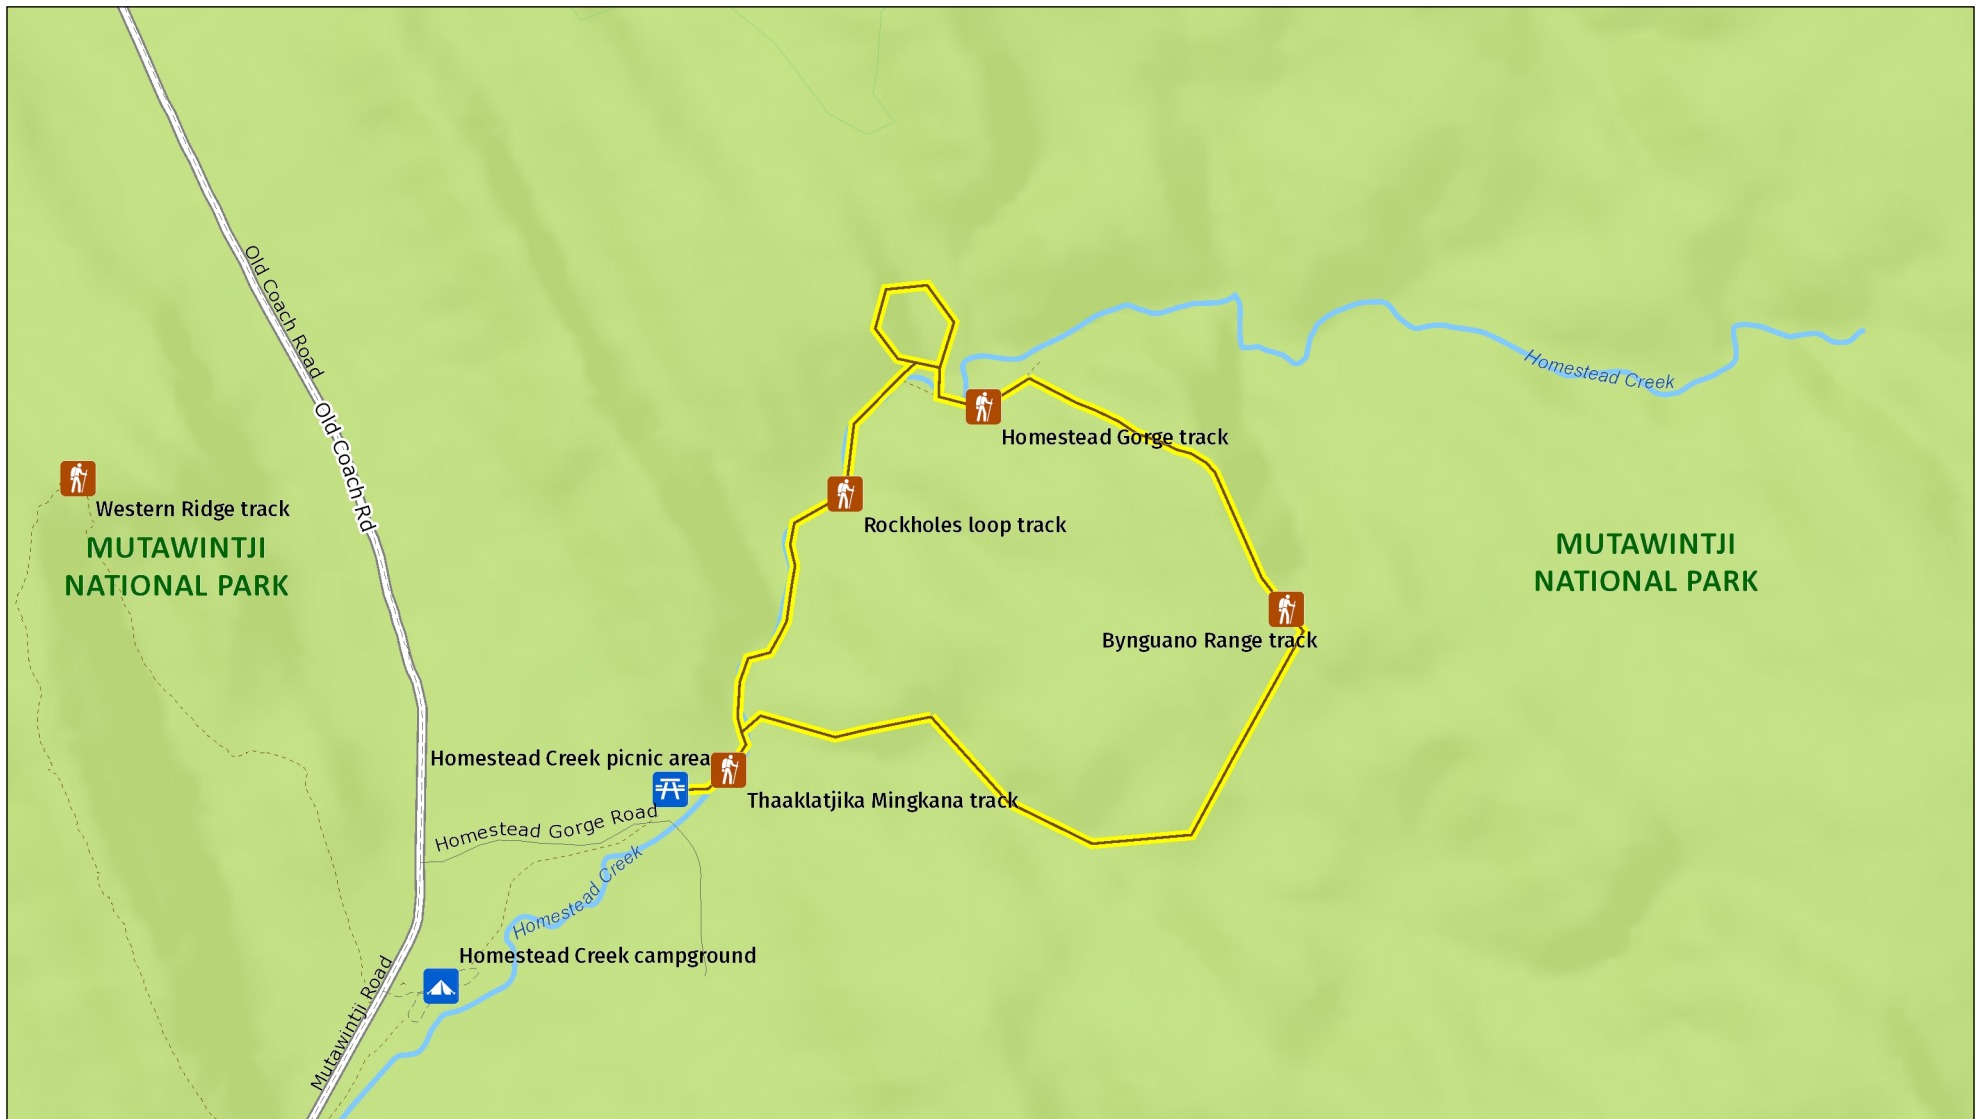 Old Coach Road
Old Coach Rd
Homestead Creek
Homestead Gorge track
Western Ridge track
Rockholes loop track
MUTAWINTJI
NATIONAL PARK
MUTAWINTJI
NATIONAL PARK
Bynguano Range track
Homestead Creek picnic area
Thaaklatjika Mingkana track
Homestead Gorge Road
Homestead Creek
Homestead Creek campground
Mutawintji Road